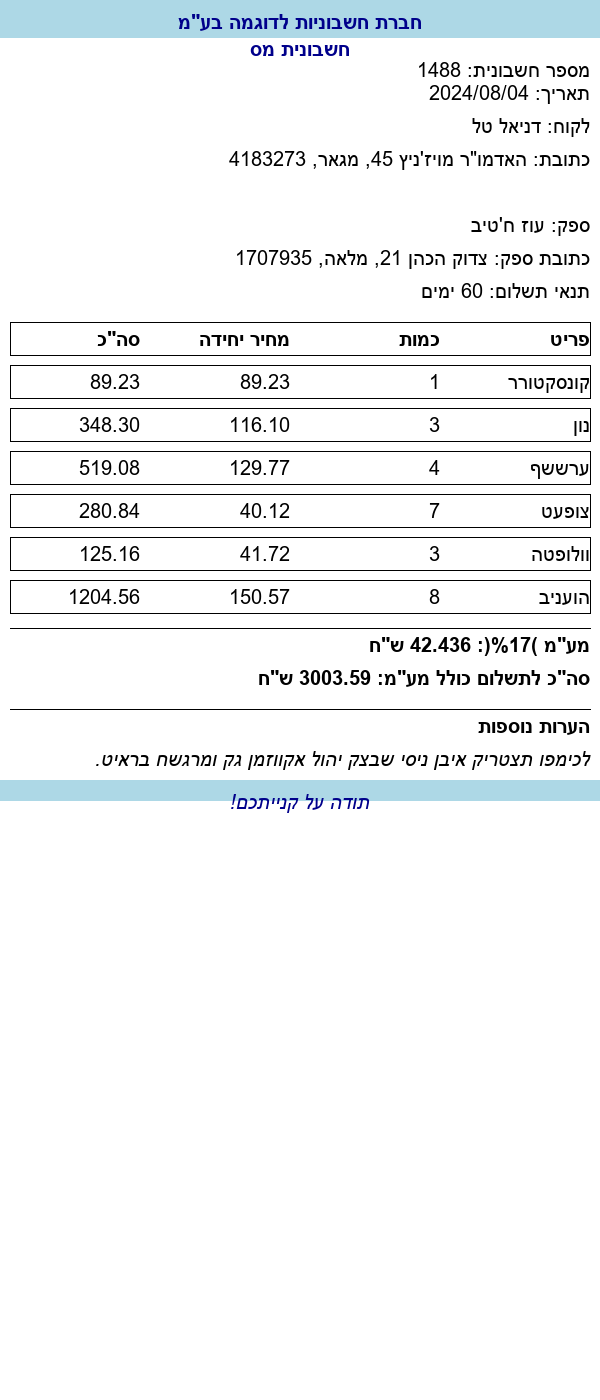 חברת חשבוניות לדוגמה בע"מ
חשבונית מס
מספר חשבונית: 1488
תאריך: 2024/08/04
לקוח: דניאל טל
כתובת: האדמו"ר מויז'ניץ 45, מגאר, 4183273
ספק: עוז ח'טיב
כתובת ספק: צדוק הכהן 21, מלאה, 1707935
תנאי תשלום: 60 ימים
פריט כמות מחיר יחידה סה"כ
קונסקטורר 1 89.23 89.23
נון 3 116.10 348.30
ערששף 4 129.77 519.08
צופעט 7 40.12 280.84
וולופטה 3 41.72 125.16
הועניב 8 150.57 1204.56
מע"מ )17%(: 42.436 ש"ח
סה"כ לתשלום כולל מע"מ: 3003.59 ש"ח
הערות נוספות
לכימפו תצטריק איבן ניסי שבצק יהול אקווזמן גק ומרגשח בראיט.
תודה על קנייתכם!